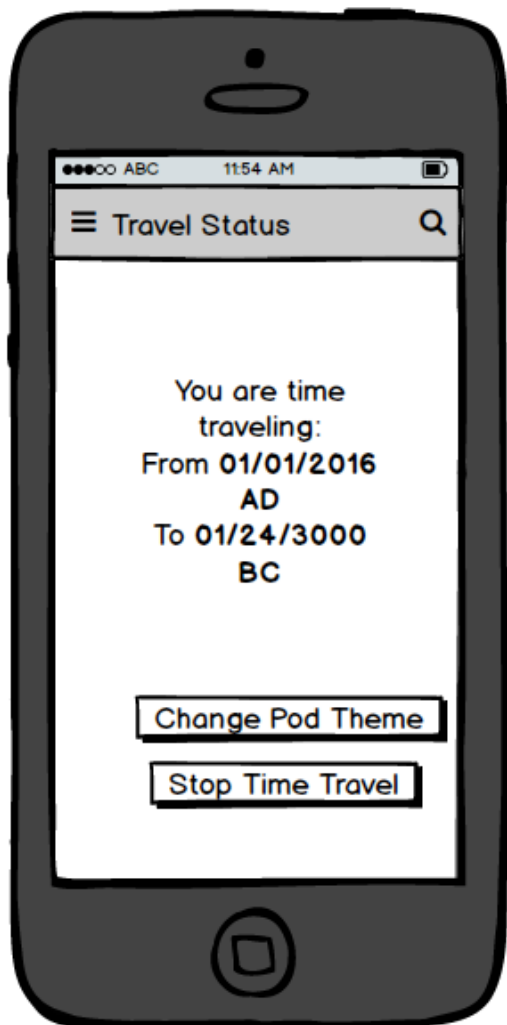 ABC 11:54 AM
Travel Status
You are time
traveling:
From 01/01/2016
AD
To 01/24/3000
BC
Change Pod Theme
Stop Time Travel